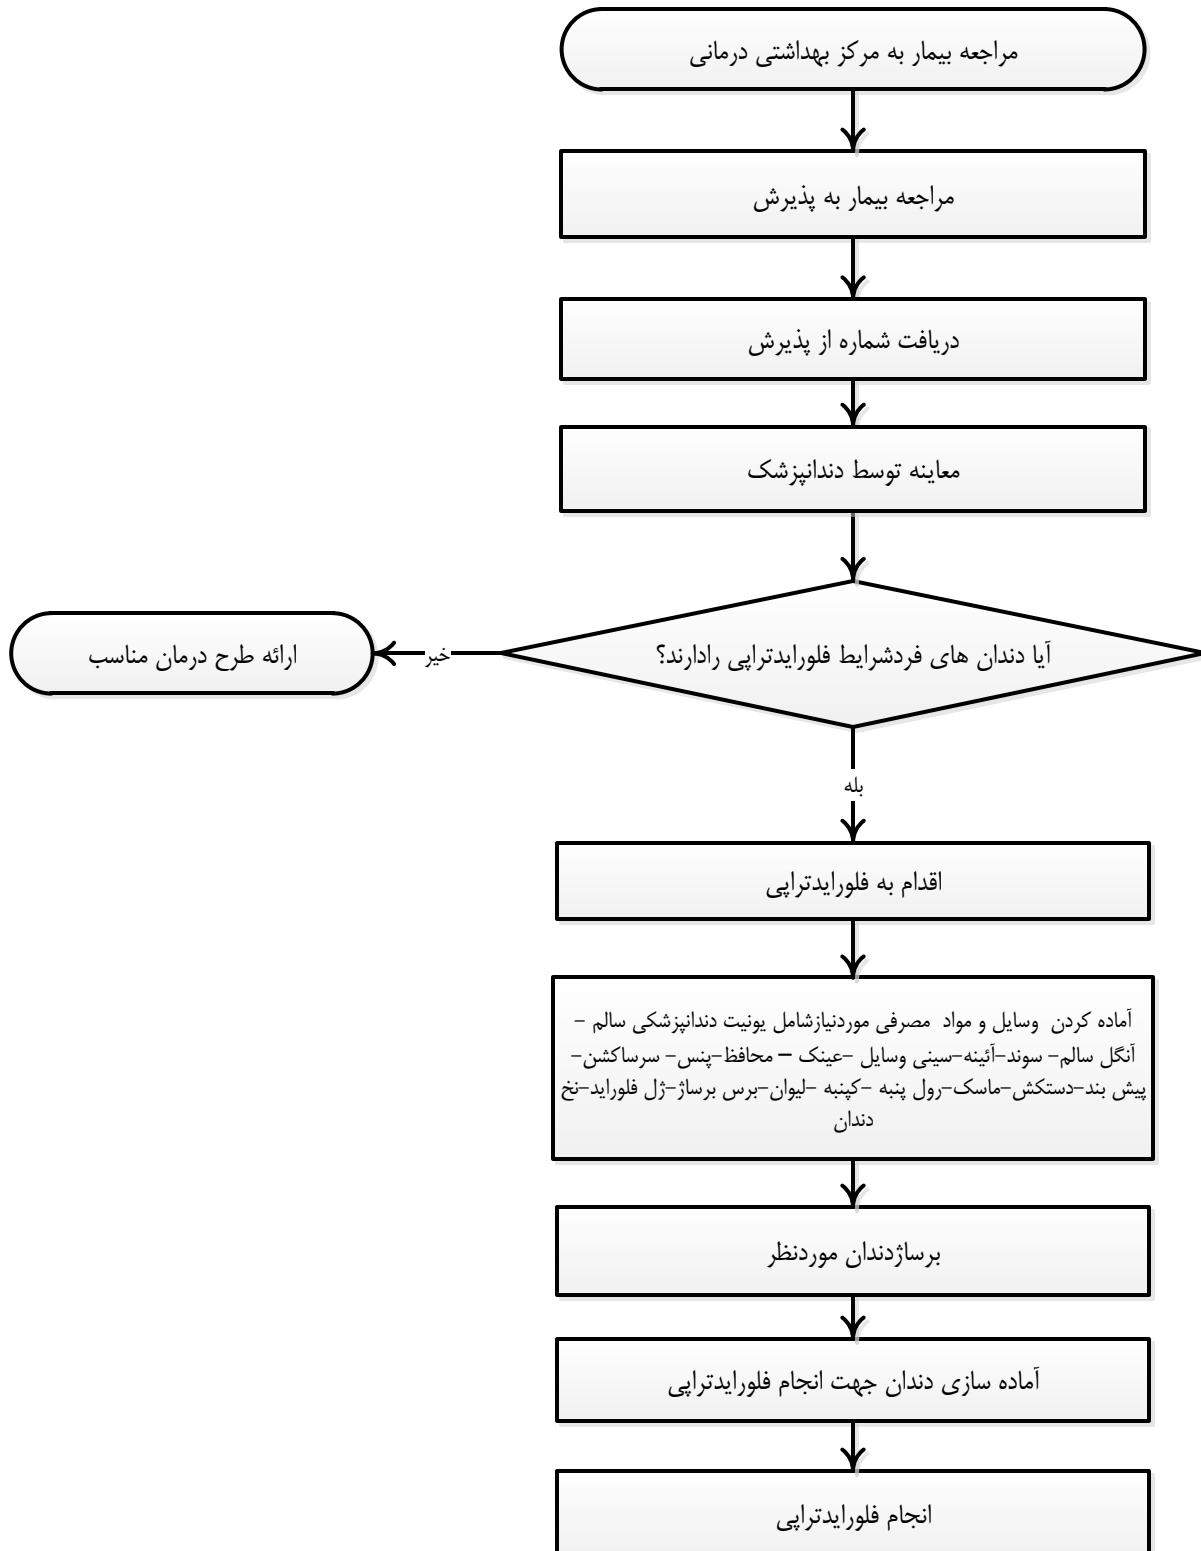 مراجعه بیمار به مرکز بهداشتی درمانی
مراجعه بیمار به پذیرش
دریافت شماره از پذیرش
معاینه توسط دندانپزشک
آیا دندان های فردشرایط فلورایدتراپی رادارند؟
خیر
ارائه طرح درمان مناسب
بله
اقدام به فلورایدتراپی
آماده کردن وسایل و مواد مصرفی موردنیازشامل یونیت دندانپزشکی سالم –
آنگل سالم- سوند-آئینه-سینی وسایل -عینک – محافظ-پنس- سرساکشن-
پیش بند-دستکش-ماسک-رول پنبه -کپنبه -لیوان-برس برساژ-ژل فلوراید-نخ
دندان
برساژدندان موردنظر
آماده سازی دندان جهت انجام فلورایدتراپی
انجام فلورایدتراپی